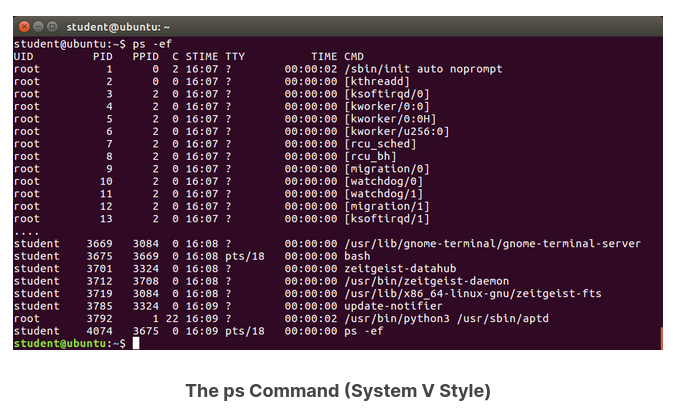 student@ubuntu: ~
student@ubuntu:~$ ps -ef
UID        PID  PPID  C STIME TTY          TIME CMD
root         1     0  2 16:07 ?        00:00:02 /sbin/init auto noprompt
root         2     0  0 16:07 ?        00:00:00 [kthreadd]
root         3     2  0 16:07 ?        00:00:00 [ksoftirqd/0]
root         4     2  0 16:07 ?        00:00:00 [kworker/0:0]
root         5     2  0 16:07 ?        00:00:00 [kworker/0:0H]
root         6     2  0 16:07 ?        00:00:00 [kworker/u256:0]
root         7     2  0 16:07 ?        00:00:00 [rcu_sched]
root         8     2  0 16:07 ?        00:00:00 [rcu_bh]
root         9     2  0 16:07 ?        00:00:00 [migration/0]
root        10     2  0 16:07 ?        00:00:00 [watchdog/0]
root        11     2  0 16:07 ?        00:00:00 [watchdog/1]
root        12     2  0 16:07 ?        00:00:00 [migration/1]
root        13     2  0 16:07 ?        00:00:00 [ksoftirqd/1]
....
student   3669  3084  0 16:08 ?        00:00:00 /usr/lib/gnome-terminal/gnome-terminal-server
student   3675  3669  0 16:08 pts/18   00:00:00 bash
student   3701  3324  0 16:08 ?        00:00:00 zeitgeist-datahub
student   3712  3708  0 16:08 ?        00:00:00 /usr/bin/zeitgeist-daemon
student   3719  3084  0 16:08 ?        00:00:00 /usr/lib/x86_64-linux-gnu/zeitgeist-fts
student   3785  3324  0 16:09 ?        00:00:00 update-notifier
root      3792     1 22 16:09 ?        00:00:02 /usr/bin/python3 /usr/sbin/aptd
student   4074  3675  0 16:09 pts/18   00:00:00 ps -ef
student@ubuntu:~$
The ps Command (System V Style)